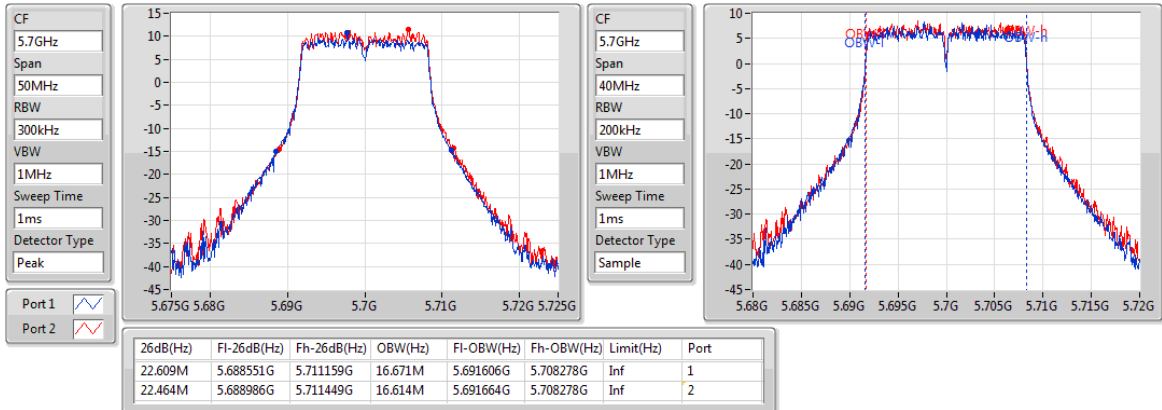 CF
5.7GHz
Span
50MHz
RBW
300kHz
VBW
1MHz
Sweep Time
1ms
Detector Type
Peak
Port 1
Port 2
15
10
5
0
-5
-10
-15
-20
-25
-30
-35
-40
-45
5.675G 5.68G 5.69G 5.7G 5.71G 5.72G 5.725G
CF
5.7GHz
Span
40MHz
RBW
200kHz
VBW
1MHz
Sweep Time
1ms
Detector Type
Sample
10
5
0
-5
-10
-15
-20
-25
-30
-35
-40
-45
OBW-l
5.68G 5.685G 5.69G 5.695G 5.7G 5.705G 5.71G 5.715G 5.72G
26dB(Hz) Fl-26dB(Hz) Fh-26dB(Hz) OBW(Hz) Fl-OBW(Hz) Fh-OBW(Hz) Limit(Hz) Port
22.609M 5.688551G 5.711159G 16.671M 5.691606G 5.708278G Inf 1
22.464M 5.688986G 5.711449G 16.614M 5.691664G 5.708278G Inf 2